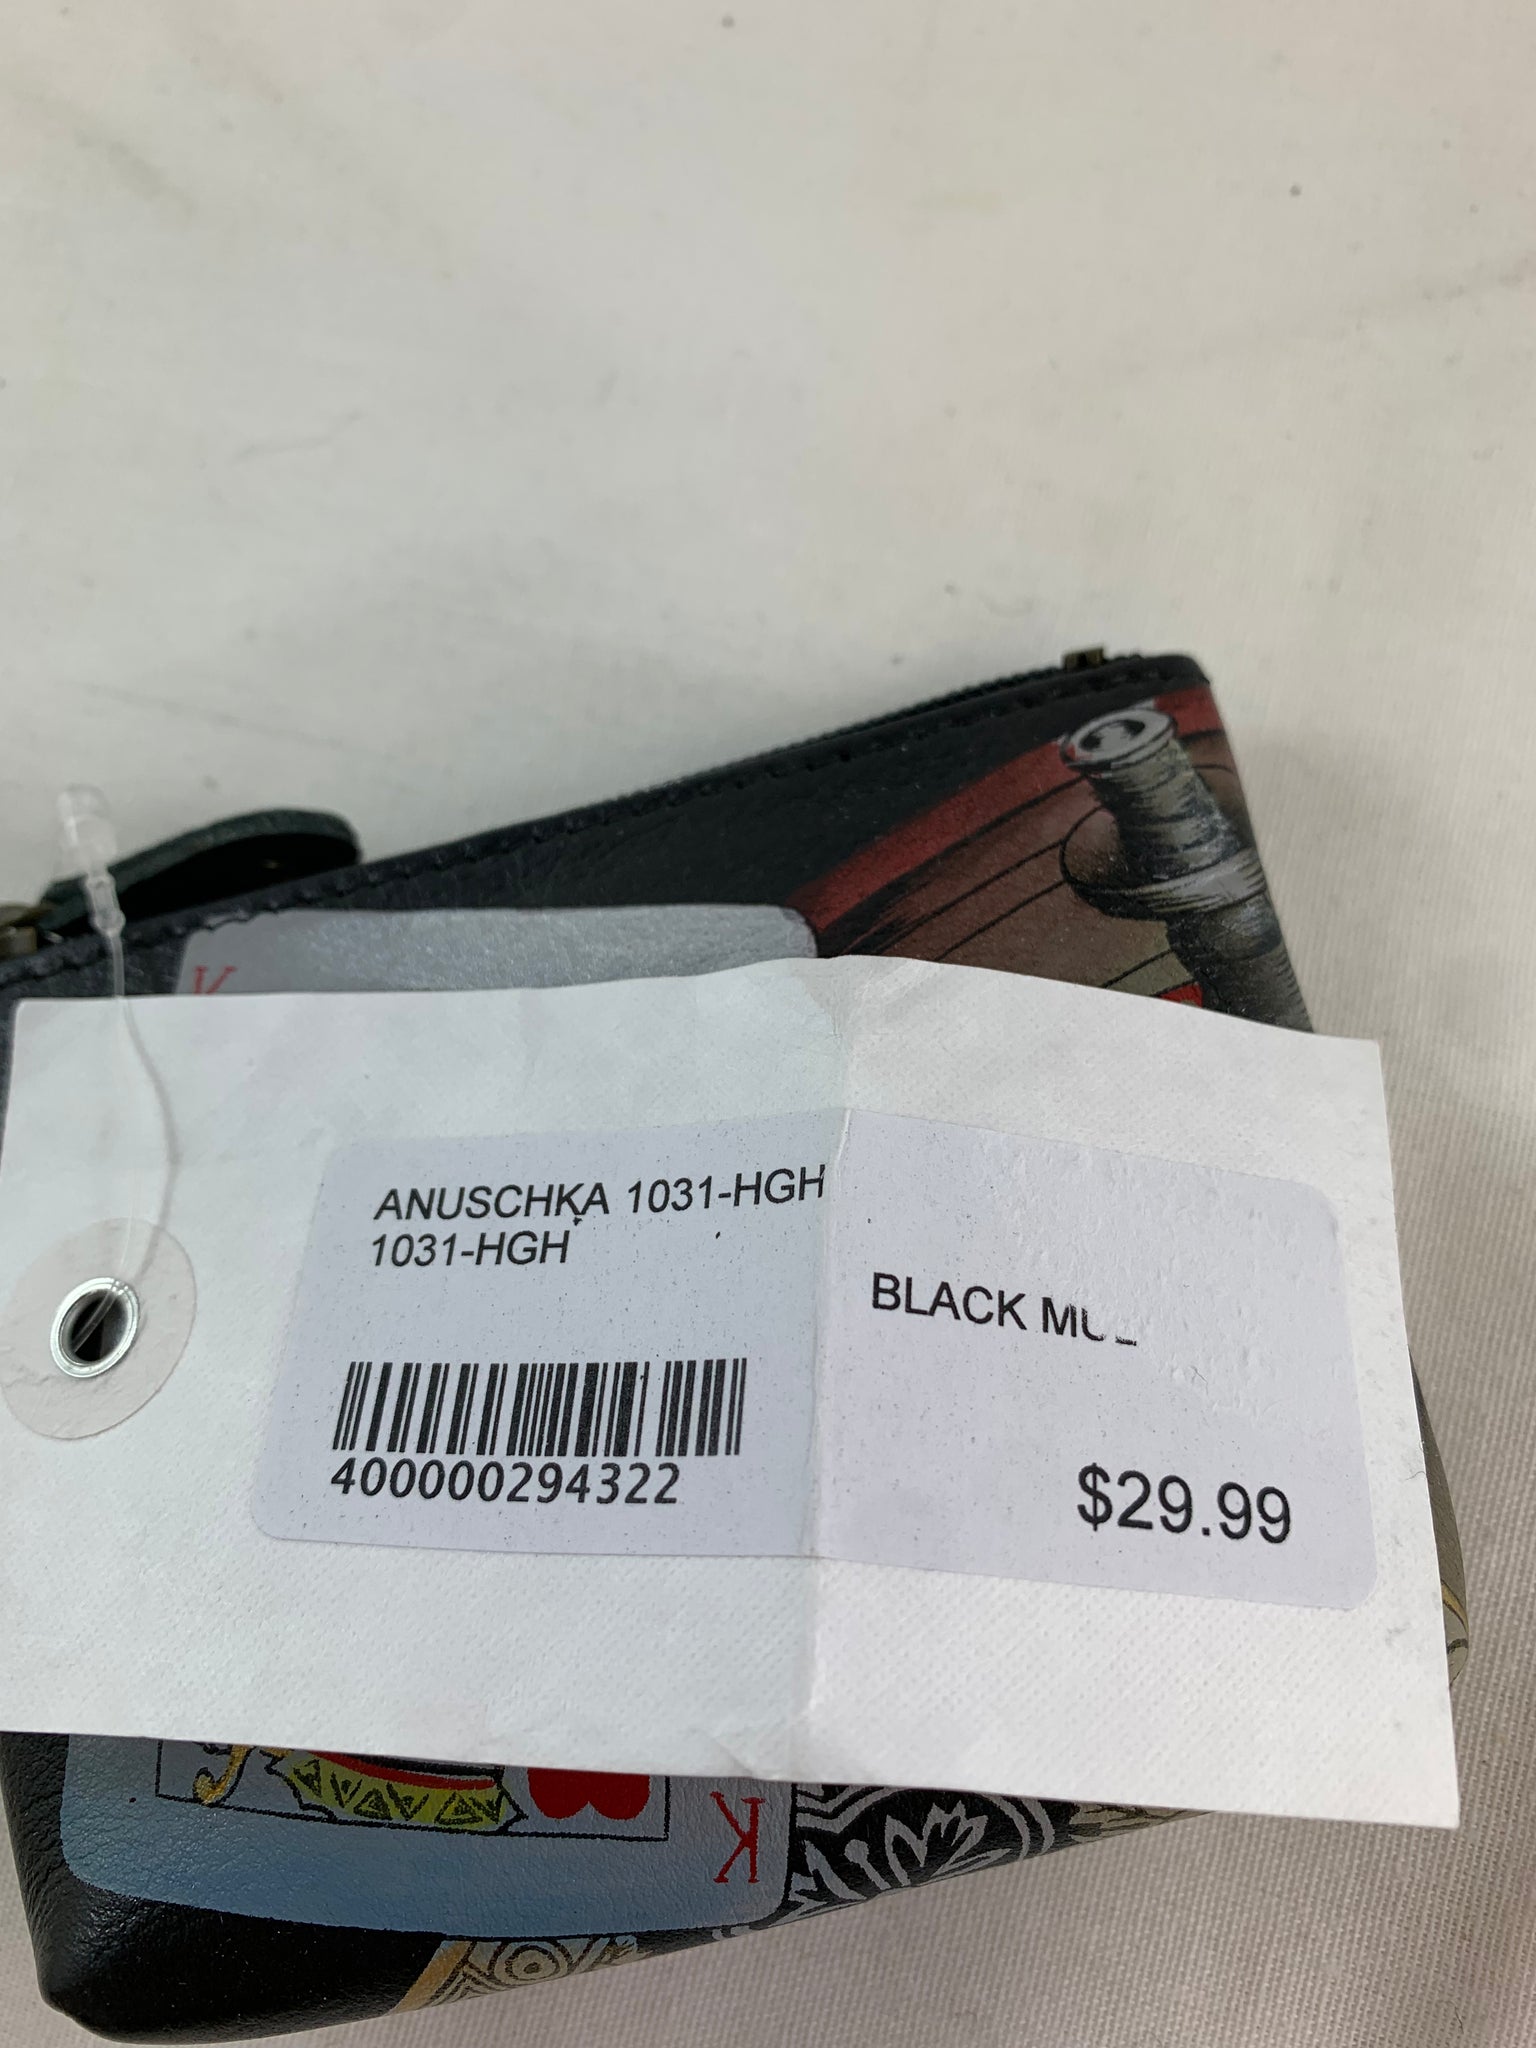 K
ANUSCHKA 1031-HGH
1031-HGH
BLACK
400000294322
$29.99
K